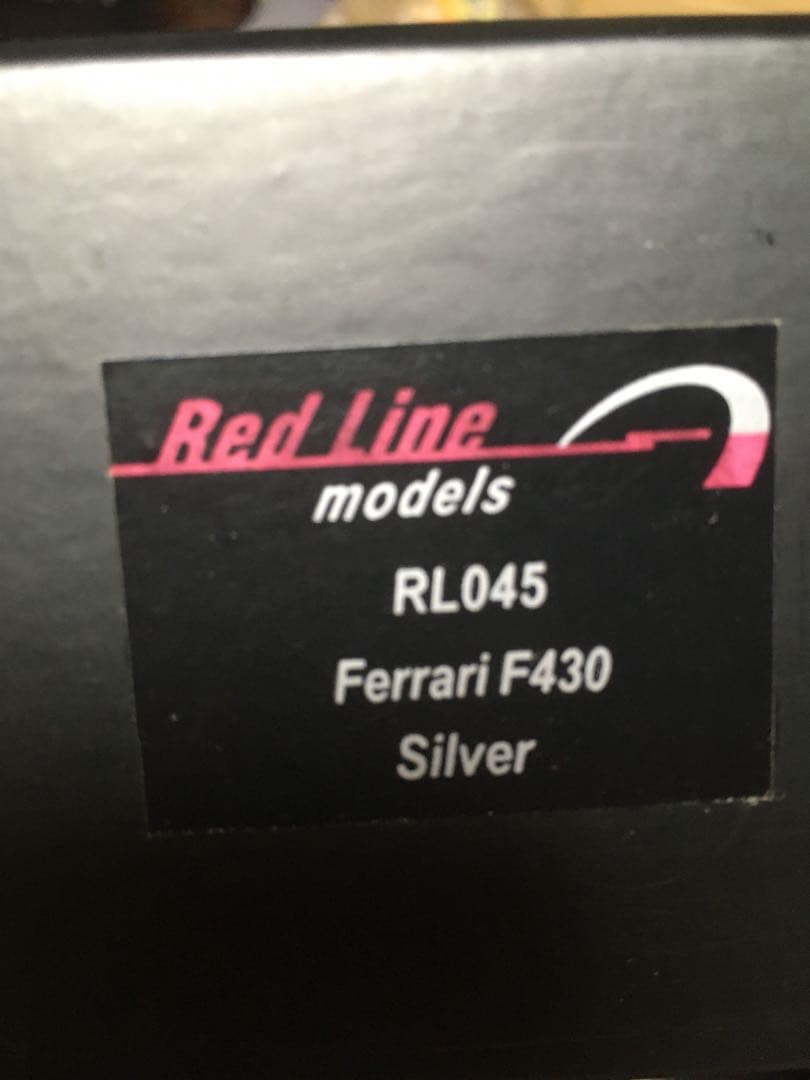 Red Line
models
RL045
Ferrari F430
Silver